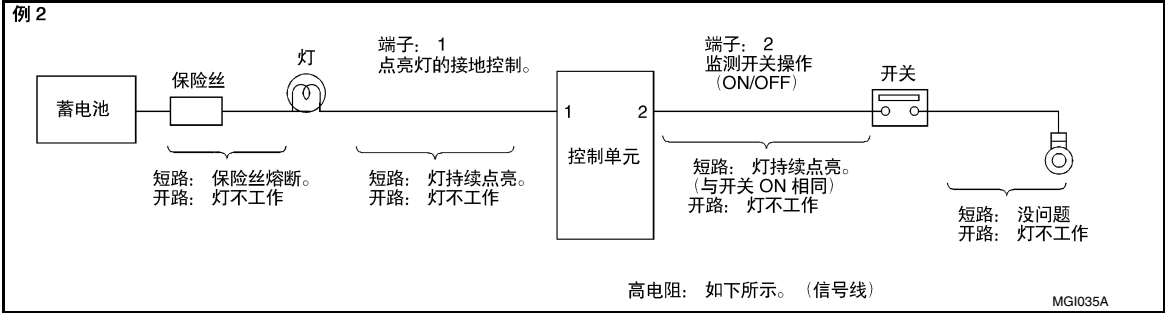 例 2
端子： 1
点亮灯的接地控制。
端子： 2
监测开关操作
（ON/OFF）
灯
保险丝
开关
蓄电池
1
2
控制单元
短路： 保险丝熔断。
开路： 灯不工作
短路： 灯持续点亮。
开路： 灯不工作
短路： 灯持续点亮。
（与开关 ON 相同）
开路： 灯不工作
短路： 没问题
开路： 灯不工作
高电阻： 如下所示。（信号线）
MGI035A